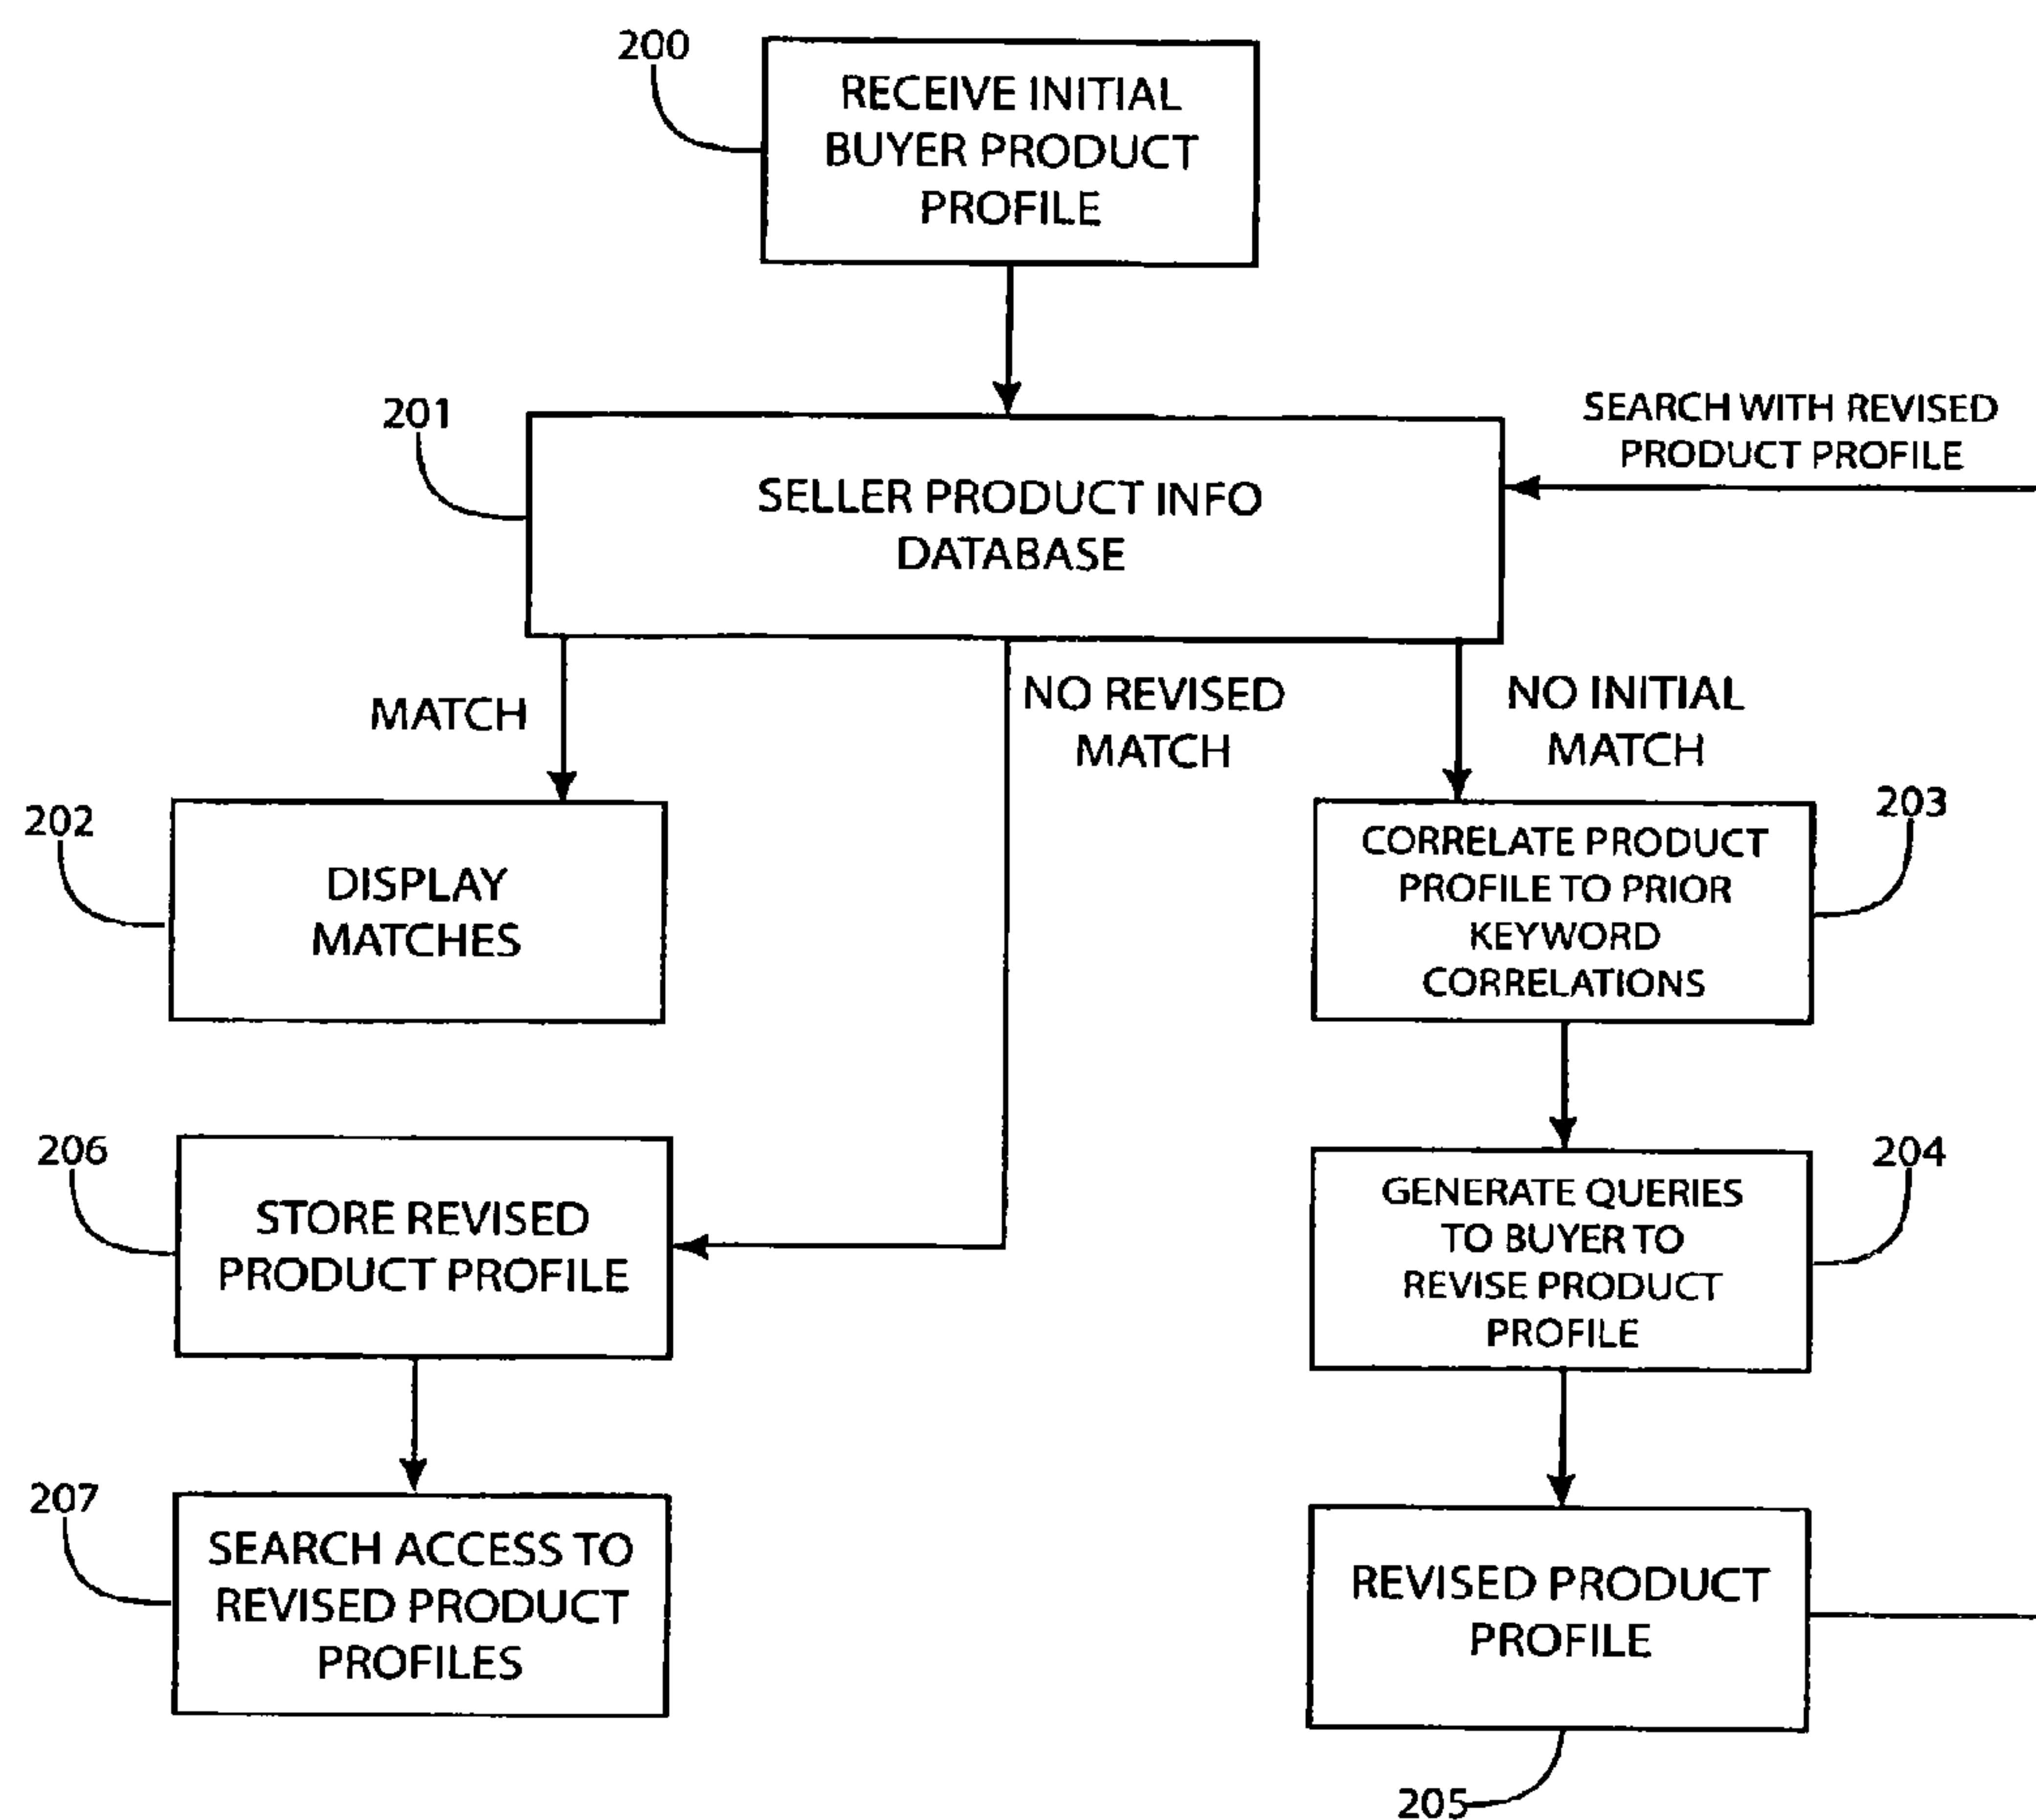 200
RECEIVE INITIAL
BUYER PRODUCT
PROFILE
201
SELLER PRODUCT INFO
DATABASE
SEARCH WITH REVISED
PRODUCT PROFILE
MATCH
NO REVISED
MATCH
NO INITIAL
MATCH
202
DISPLAY
MATCHES
203
CORRELATE PRODUCT
PROFILE TO PRIOR
KEYWORD
CORRELATIONS
206
STORE REVISED
PRODUCT PROFILE
204
GENERATE QUERIES
TO BUYER TO
REVISE PRODUCT
PROFILE
207
SEARCH ACCESS TO
REVISED PRODUCT
PROFILES
REVISED PRODUCT
PROFILE
205